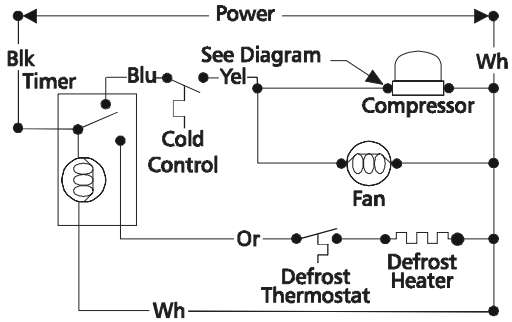 Power
Blk
Timer
Blu
See Diagram
Yel
Wh
Compressor
Cold
Control
Fan
Or
Defrost
Thermostat
Defrost
Heater
Wh